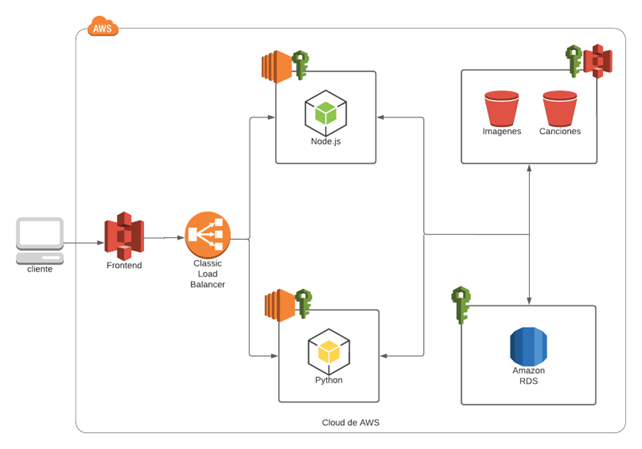 AWS
Node.js
Imagenes
Canciones
cliente
Frontend
Classic
Load
Balancer
Python
Amazon
RDS
Cloud de AWS